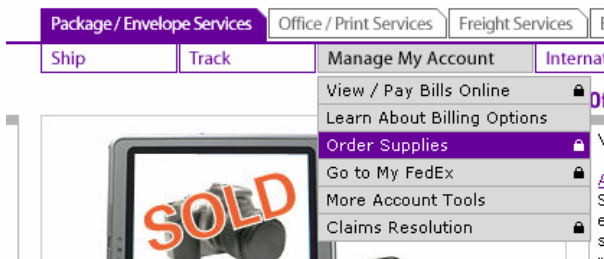 Package / Envelope Services Office / Print Services Freight Services
Ship Track Manage My Account
View / Pay Bills Online
Learn About Billing Options
Order Supplies
Go to My FedEx
More Account Tools
Claims Resolution
SOLD